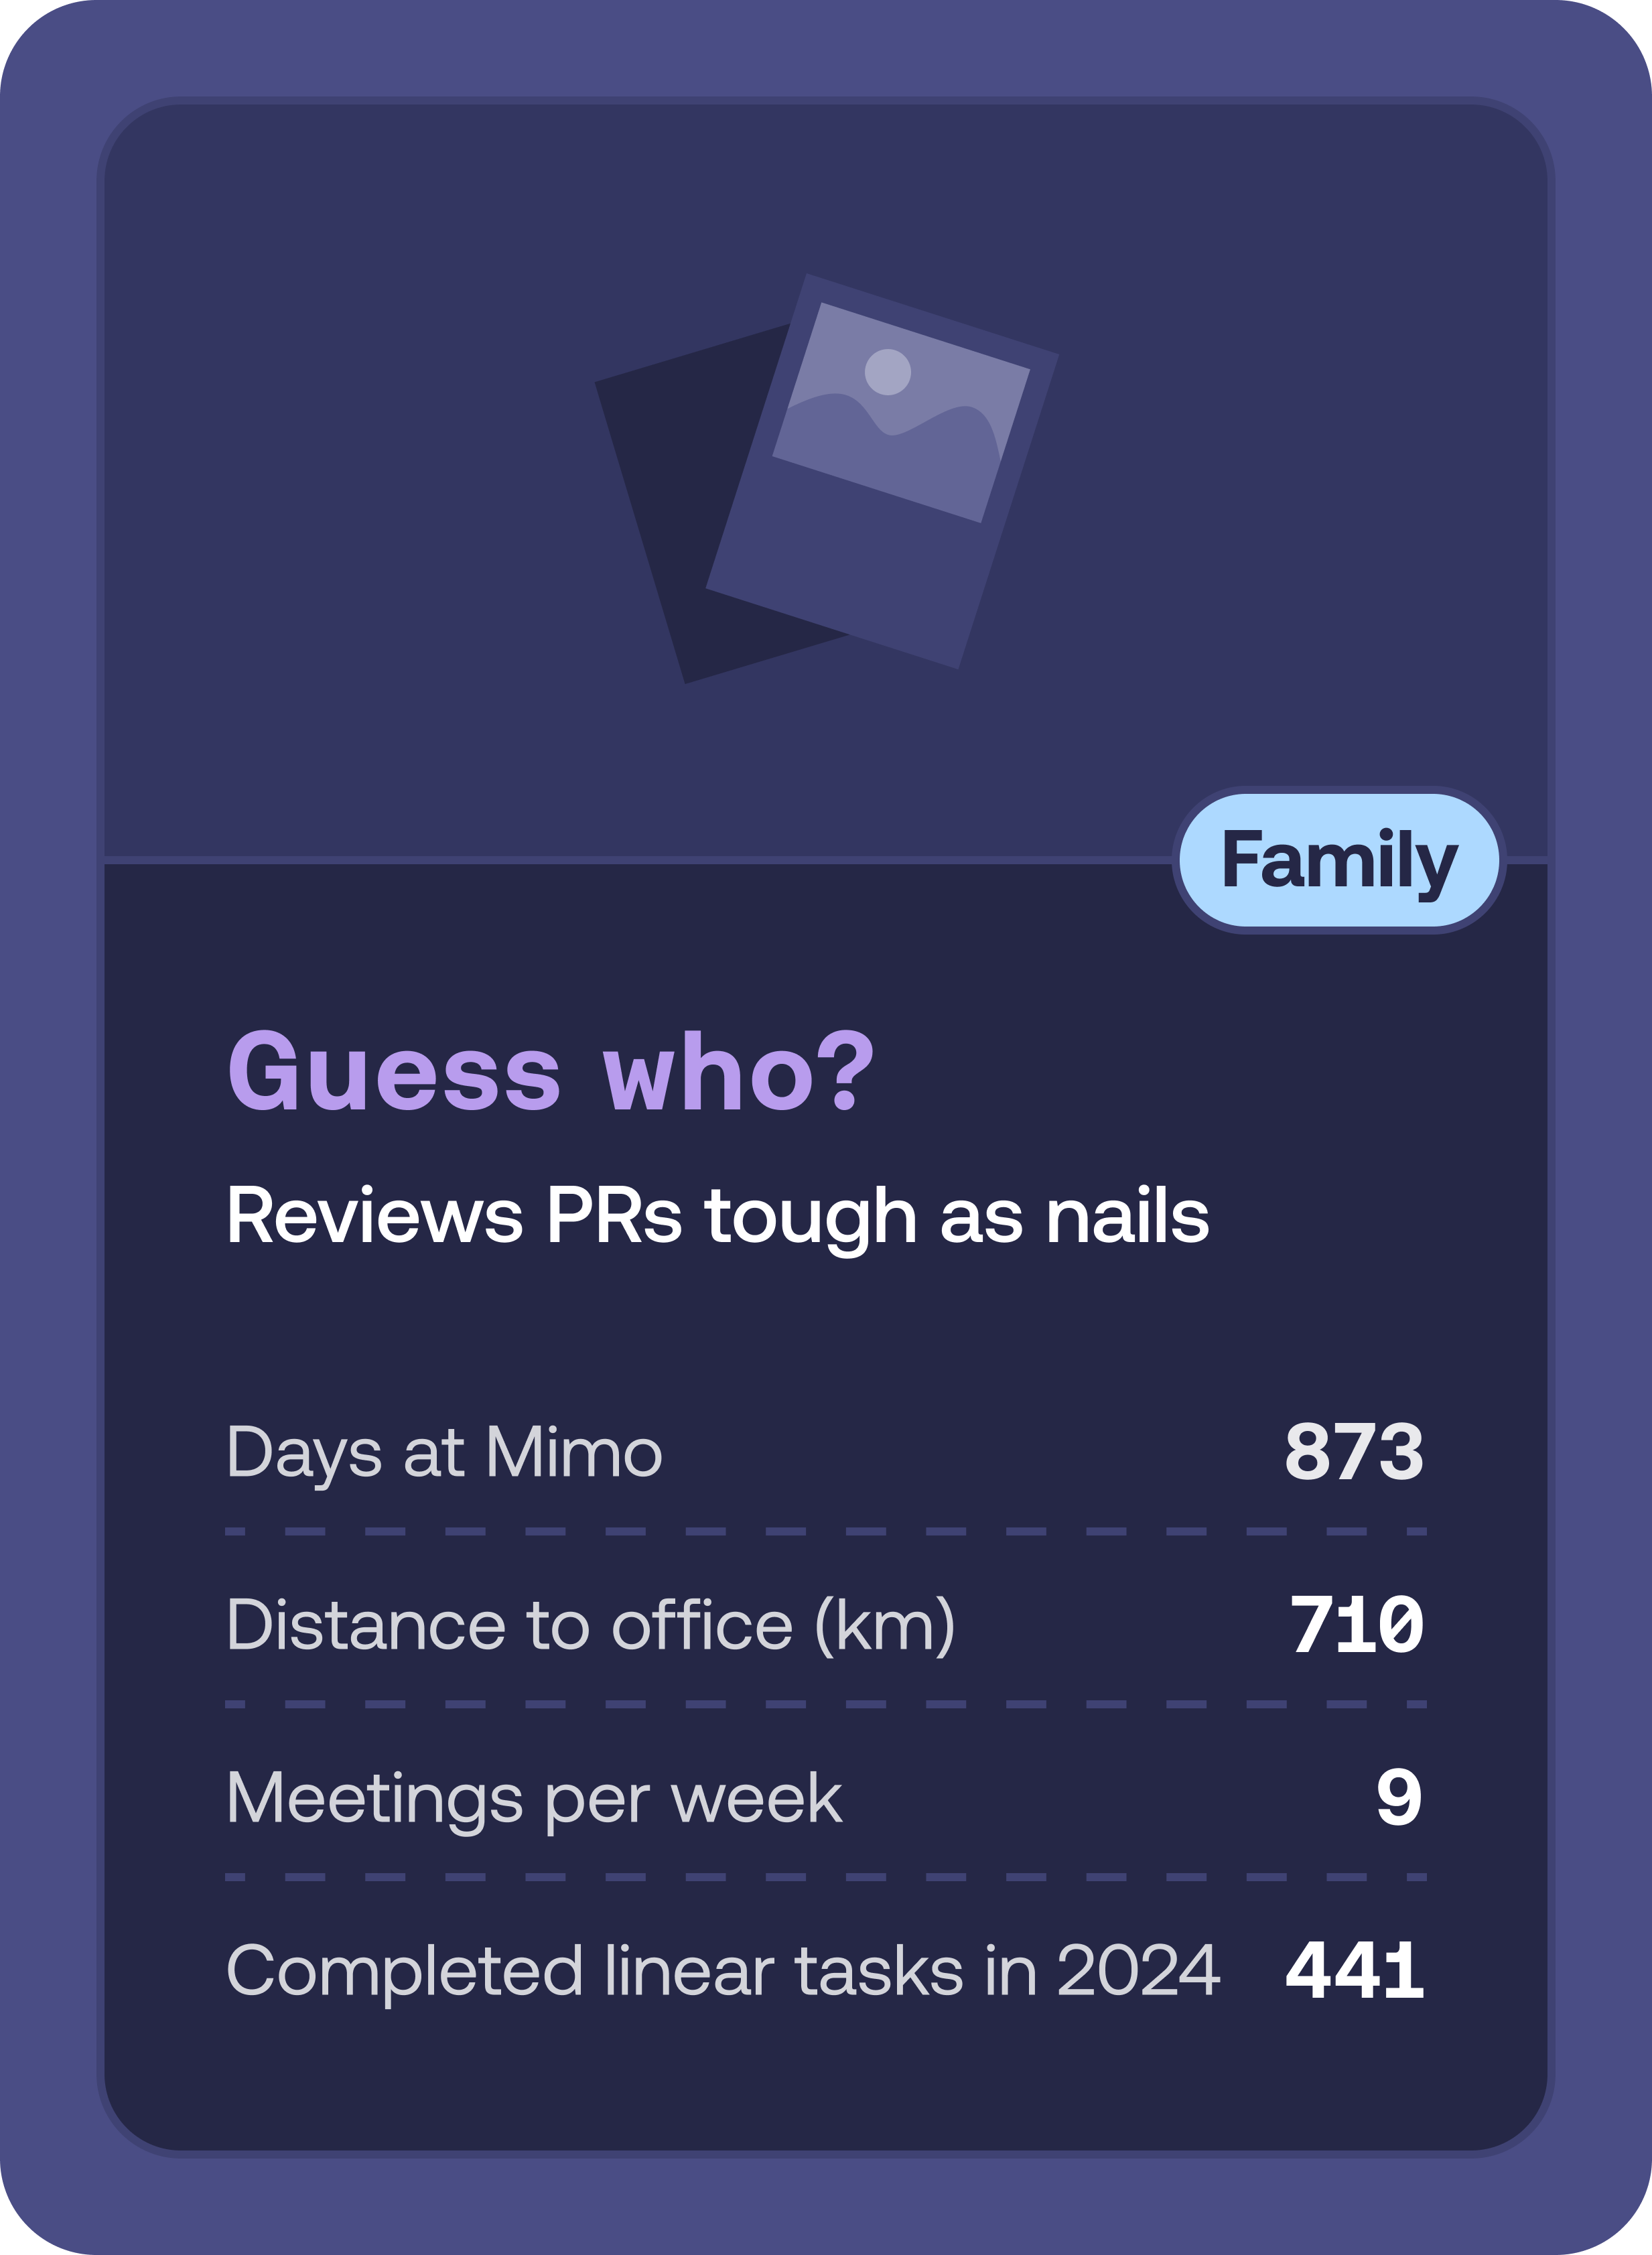 Family
Guess who?
Reviews PRs tough as nails
Days at Mimo 873
Distance to office (km) 710
Meetings per week 9
Completed linear tasks in 2024 441